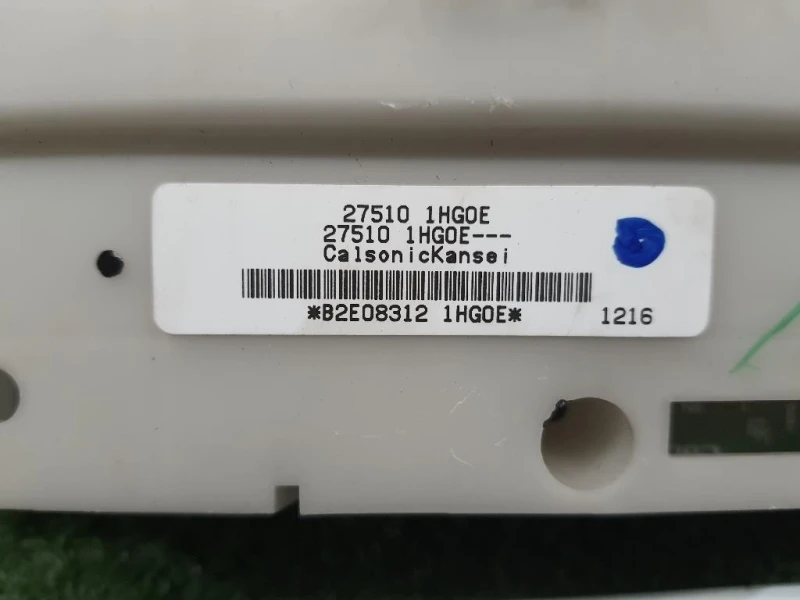 27510 1HG0E
27510 1HG0E---
CalsonicKansei
*B2E08312 1HG0E*
1216